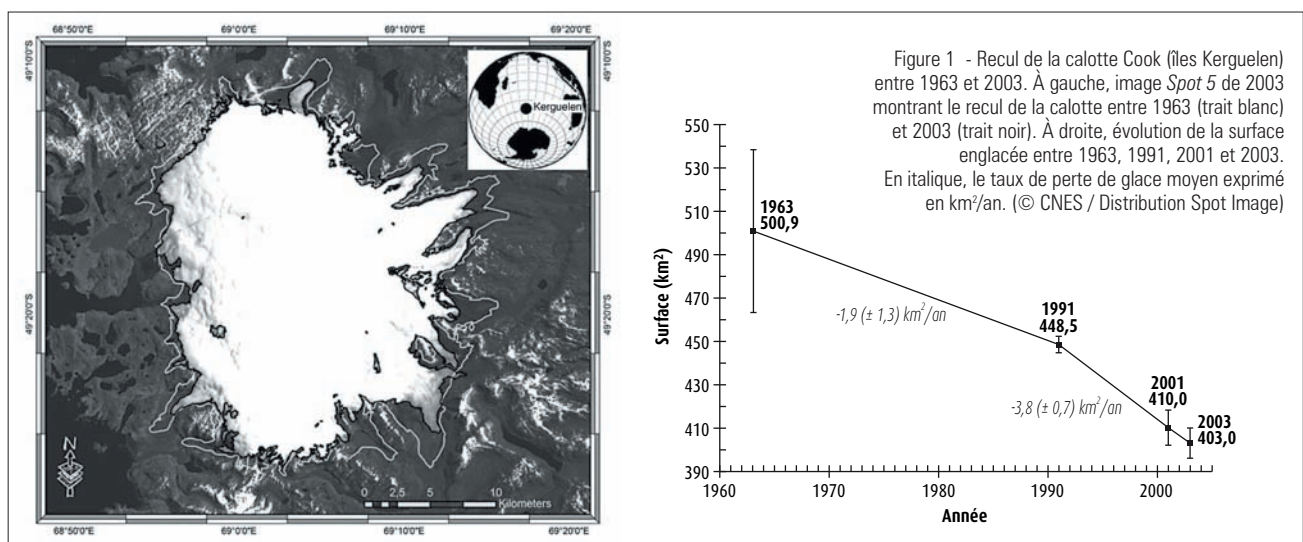 68°50'0"E 69°0'0"E 69°10'0"E 69°20'0"E
49°10'0"S
49°10'0"S
Kerguelen
49°20'0"S
49°20'0"S
N
0 2,5 5 10
Kilometers
68°50'0"E 69°0'0"E 69°10'0"E 69°20'0"E
Figure 1 - Recul de la calotte Cook (îles Kerguelen)
entre 1963 et 2003. À gauche, image Spot 5 de 2003
montrant le recul de la calotte entre 1963 (trait blanc)
et 2003 (trait noir). À droite, évolution de la surface
englacée entre 1963, 1991, 2001 et 2003.
En italique, le taux de perte de glace moyen exprimé
en km²/an. (© CNES / Distribution Spot Image)
Surface (km²)
550
530
510
490
470
450
430
410
390
1963
500,9
-1,9 (± 1,3) km²/an
1991
448,5
-3,8 (± 0,7) km²/an
2001
410,0
2003
403,0
1960 1970 1980 1990 2000
Année